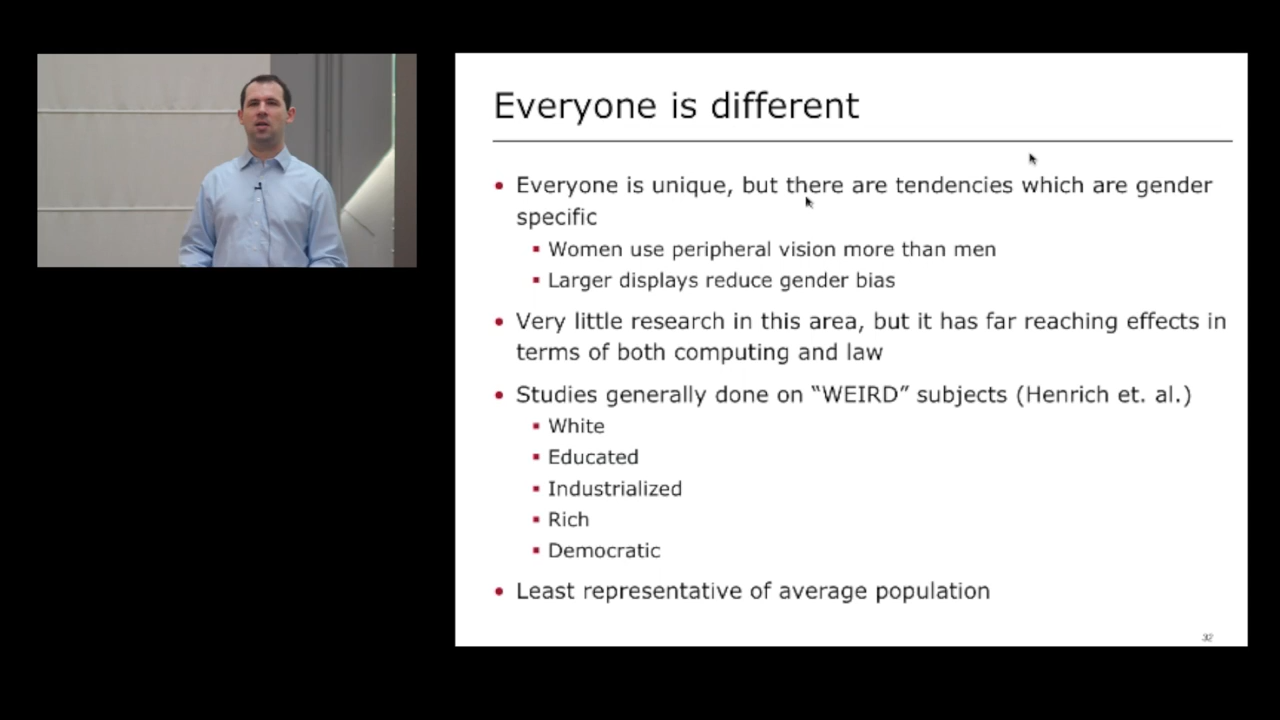 Everyone is different
• Everyone is unique, but there are tendencies which are gender
specific
▪ Women use peripheral vision more than men
▪ Larger displays reduce gender bias
• Very little research in this area, but it has far reaching effects in
terms of both computing and law
• Studies generally done on “WEIRD” subjects (Henrich et. al.)
▪ White
▪ Educated
▪ Industrialized
▪ Rich
▪ Democratic
• Least representative of average population
32